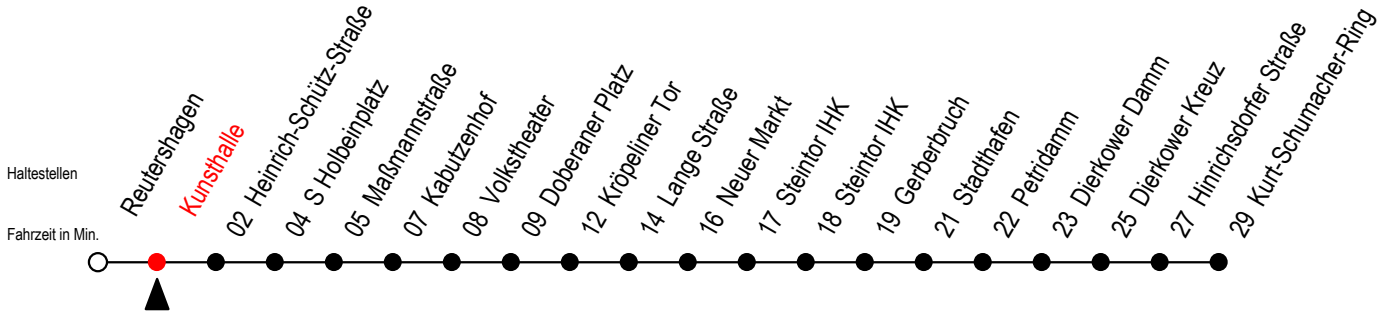 Haltestellen
Fahrzeit in Min.
Reutershagen
Kunsthalle
02 Heinrich-Schütz-Straße
04 S Holbeinplatz
05 Maßmannstraße
07 Kabutzenhof
08 Volkstheater
09 Doberaner Platz
12 Kröpeliner Tor
14 Lange Straße
16 Neuer Markt
17 Steintor IHK
18 Steintor IHK
19 Gerberbruch
21 Stadthafen
22 Petridamm
23 Dierkower Damm
25 Dierkower Kreuz
27 Hinrichsdorfer Straße
29 Kurt-Schumacher-Ring